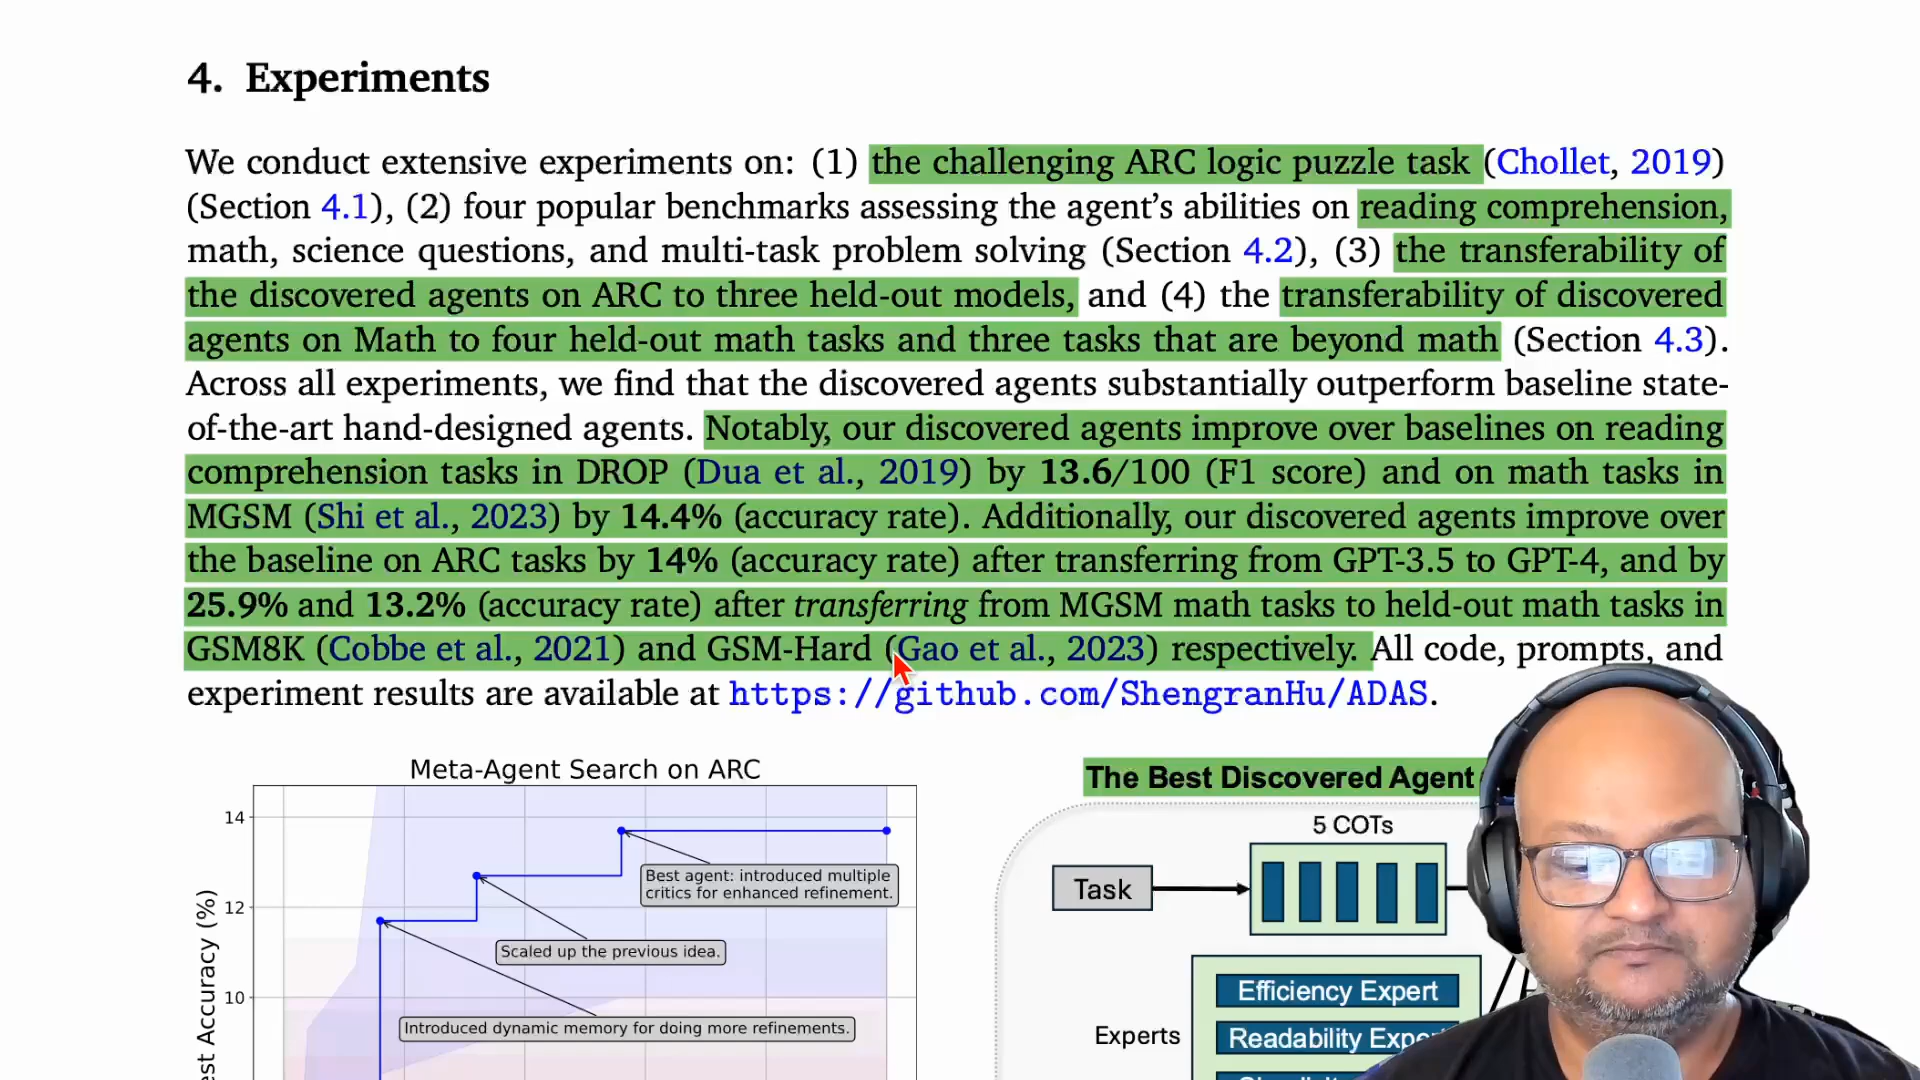 4. Experiments
We conduct extensive experiments on: (1) the challenging ARC logic puzzle task (Chollet, 2019)
(Section 4.1), (2) four popular benchmarks assessing the agent's abilities on reading comprehension,
math, science questions, and multi-task problem solving (Section 4.2), (3) the transferability of
the discovered agents on ARC to three held-out models, and (4) the transferability of discovered
agents on Math to four held-out math tasks and three tasks that are beyond math (Section 4.3).
Across all experiments, we find that the discovered agents substantially outperform baseline state-
of-the-art hand-designed agents. Notably, our discovered agents improve over baselines on reading
comprehension tasks in DROP (Dua et al., 2019) by 13.6/100 (F1 score) and on math tasks in
MGSM (Shi et al., 2023) by 14.4% (accuracy rate). Additionally, our discovered agents improve over
the baseline on ARC tasks by 14% (accuracy rate) after transferring from GPT-3.5 to GPT-4, and by
25.9% and 13.2% (accuracy rate) after transferring from MGSM math tasks to held-out math tasks in
GSM8K (Cobbe et al., 2021) and GSM-Hard (Gao et al., 2023) respectively. All code, prompts, and
experiment results are available at https://github.com/ShengranHu/ADAS.
Meta-Agent Search on ARC
14
12
10
Best agent: introduced multiple
critics for enhanced refinement.
Scaled up the previous idea.
Introduced dynamic memory for doing more refinements.
Accuracy (%)
The Best Discovered Agent
5 COTs
Task
Experts
Efficiency Expert
Readability